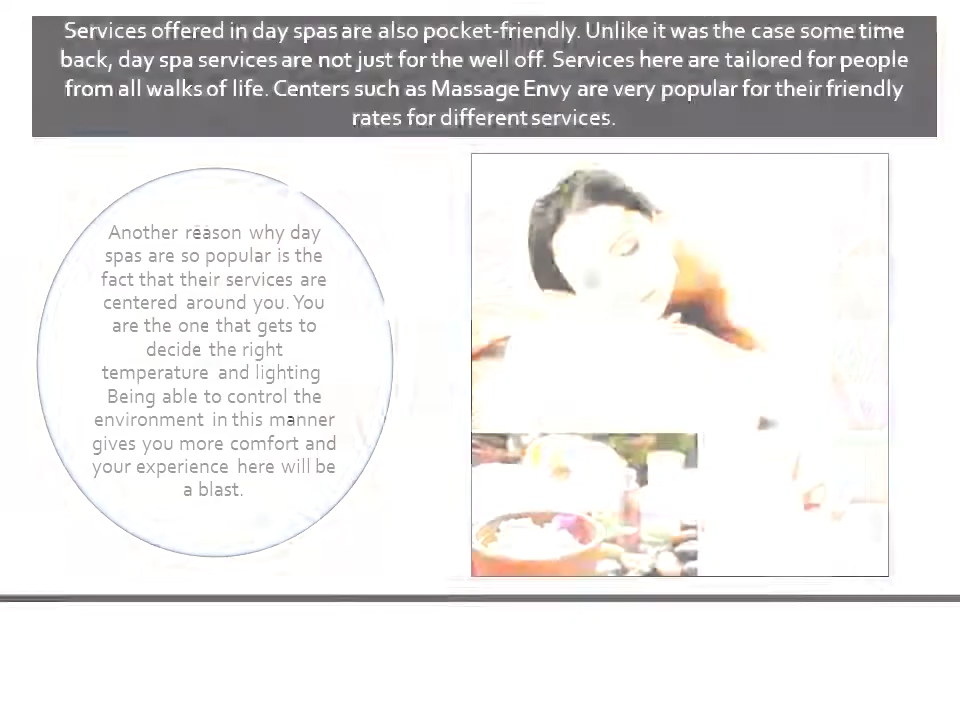 Services offered in day spas are also pocket-friendly. Unlike it was the case some time
back, day spa services are not just for the well off. Services here are tailored for people
from all walks of life. Centers such as Massage Envy are very popular for their friendly
rates for different services.
Another reason why day
spas are so popular is the
fact that their services are
centered around you. You
are the one that gets to
decide the right
temperature and lighting
Being able to control the
environment in this manner
gives you more comfort and
your experience here will be
a blast.